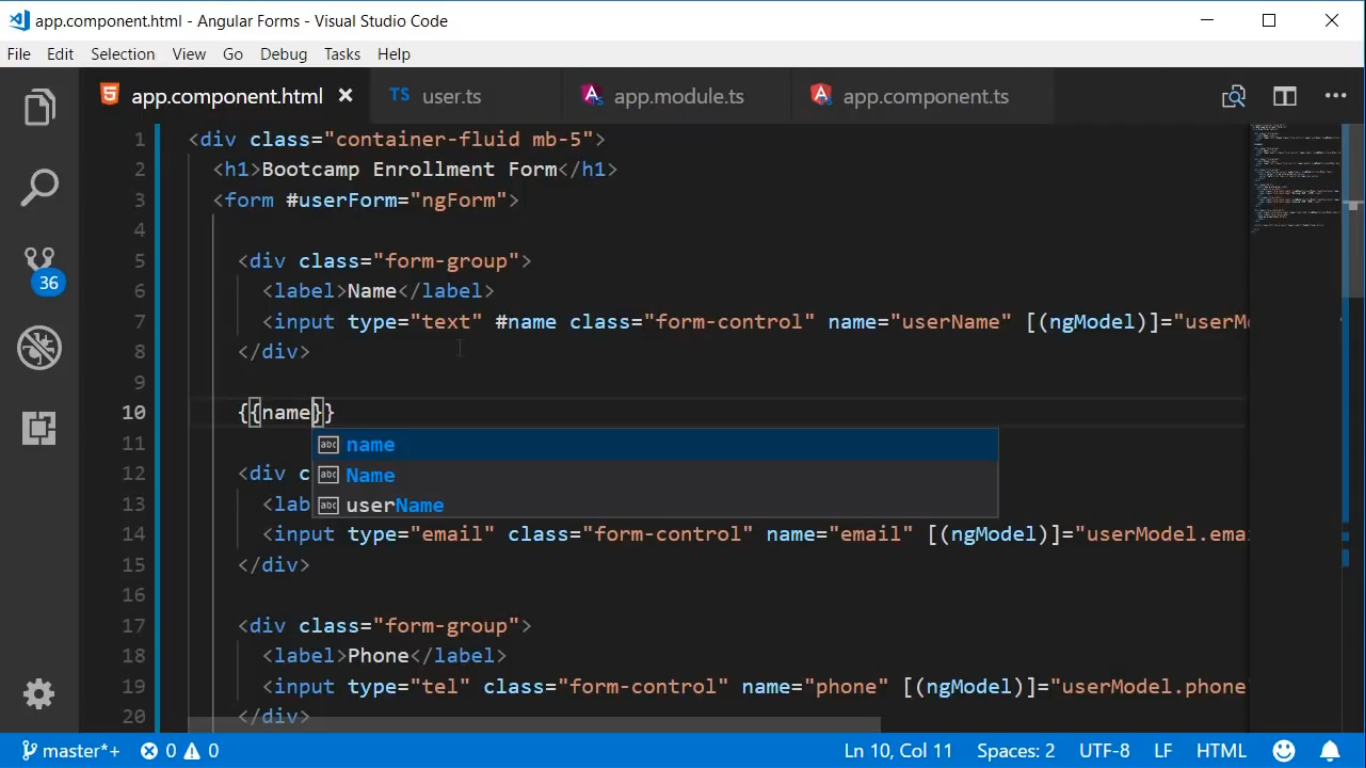 app.component.html - Angular Forms - Visual Studio Code
File Edit Selection View Go Debug Tasks Help
app.component.html TS user.ts app.module.ts app.component.ts
1 <div class="container-fluid mb-5">
2 <h1>Bootcamp Enrollment Form</h1>
3 <form #userForm="ngForm">
4
5 <div class="form-group">
6 <label>Name</label>
7 <input type="text" #name class="form-control" name="userName" [(ngModel)]="userM
8 </div>
9
10 {{name}}
11 abc name
12 <div c
abc Name
13 <lab
abc userName
14 <input type="email" class="form-control" name="email" [(ngModel)]="userModel.emai
15 </div>
16
17 <div class="form-group">
18 <label>Phone</label>
19 <input type="tel" class="form-control" name="phone" [(ngModel)]="userModel.phone
20 </div>
36
master*+ 0 0 Ln 10, Col 11 Spaces: 2 UTF-8 LF HTML